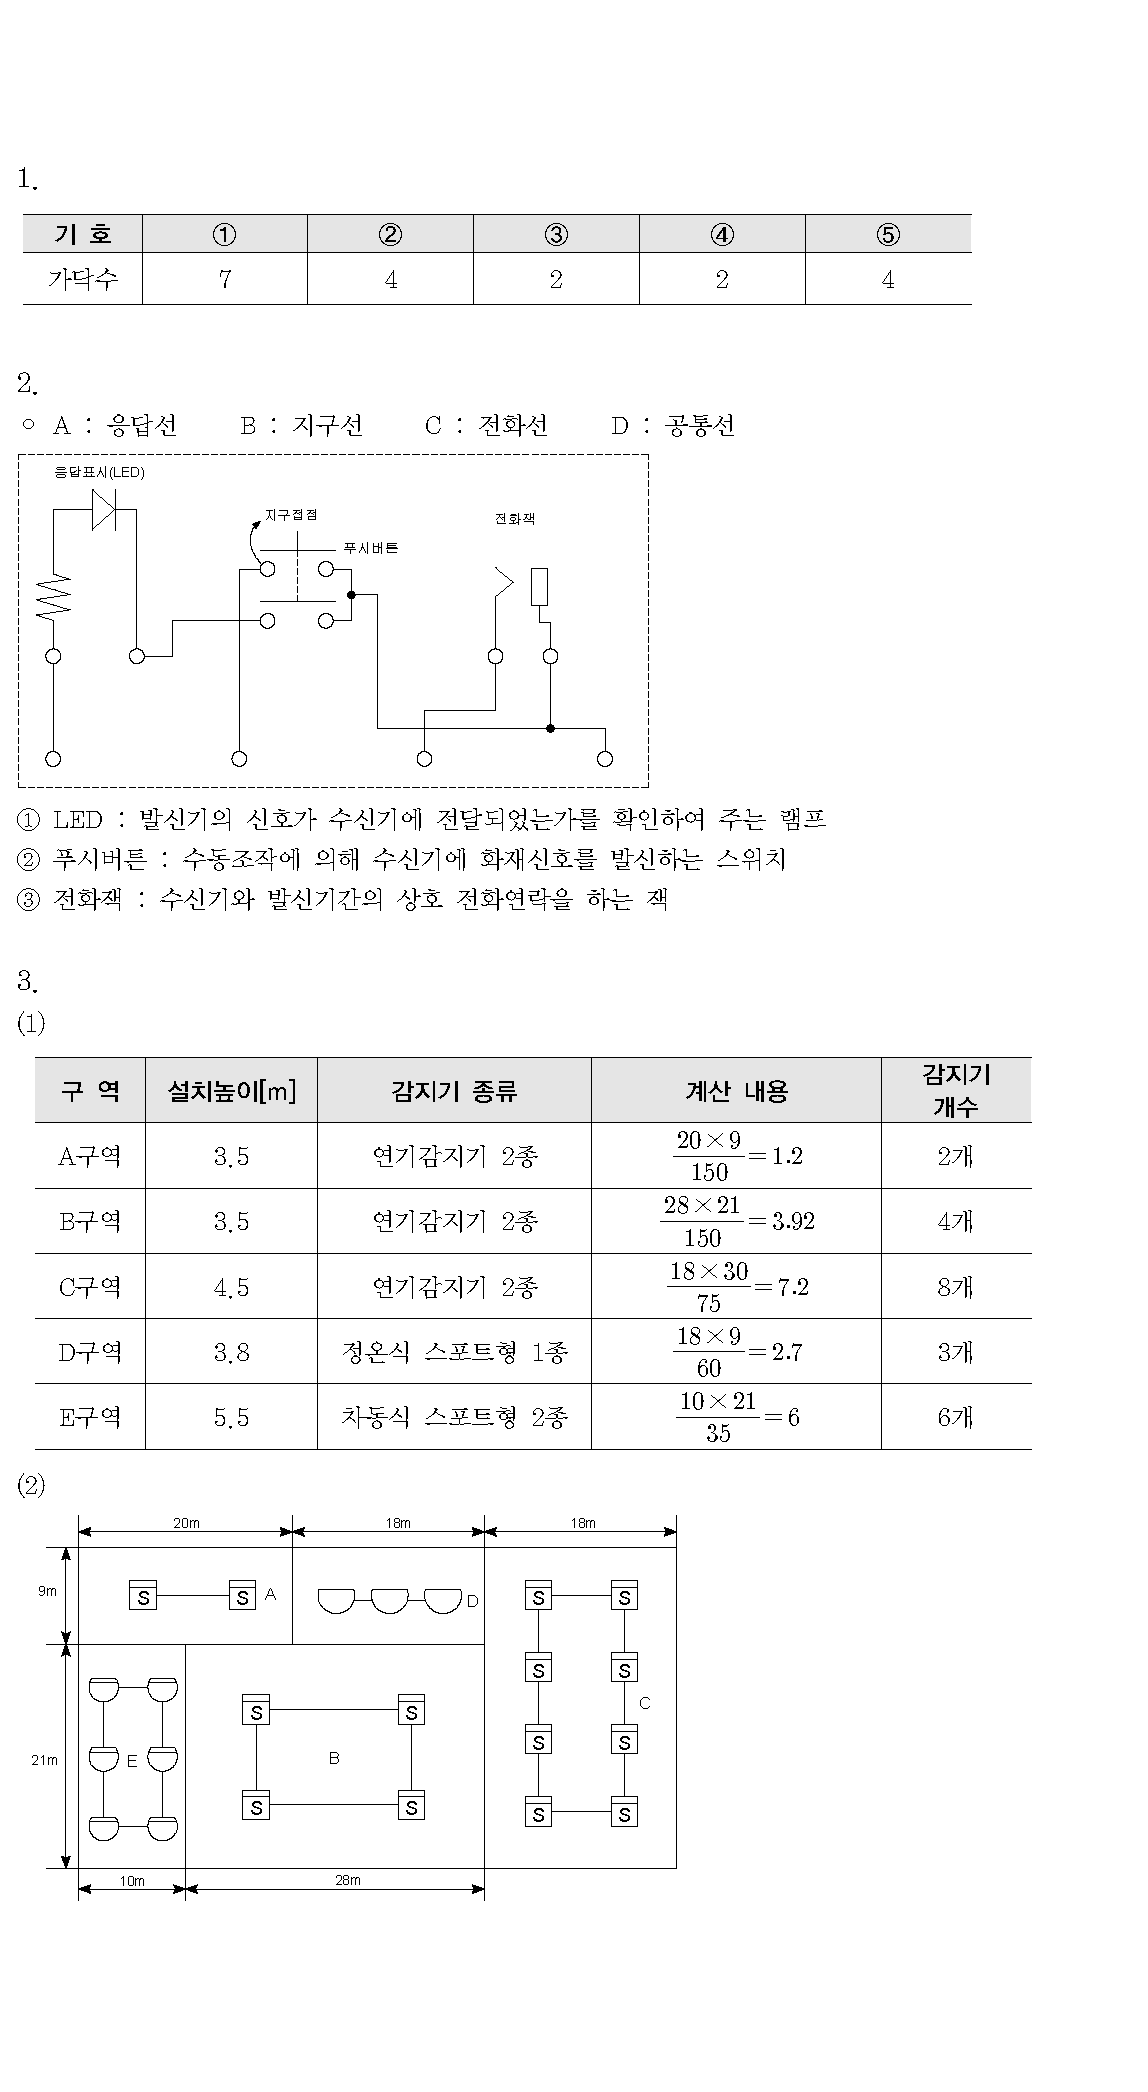 1.
기 호 ① ② ③ ④ ⑤
가닥수 7 4 2 2 4
2.
○ A : 응답선 B : 지구선 C : 전화선 D : 공통선
응답표시(LED)
지구접점
전화잭
푸시버튼
① LED : 발신기의 신호가 수신기에 전달되었는가를 확인하여 주는 램프
② 푸시버튼 : 수동조작에 의해 수신기에 화재신호를 발신하는 스위치
③ 전화잭 : 수신기와 발신기간의 상호 전화연락을 하는 잭
3.
(1)
구 역 설치높이[m] 감지기 종류 계산 내용 감지기 개수
A구역 3.5 연기감지기 2종 20×9/150=1.2 2개
B구역 3.5 연기감지기 2종 28×21/150=3.92 4개
C구역 4.5 연기감지기 2종 18×30/75=7.2 8개
D구역 3.8 정온식 스포트형 1종 18×9/60=2.7 3개
E구역 5.5 차동식 스포트형 2종 10×21/35=6 6개
(2)
20m 18m 18m
9m
S S A
D
S S
S S
C
S S
S S
21m
E
S S
B
S S
10m 28m